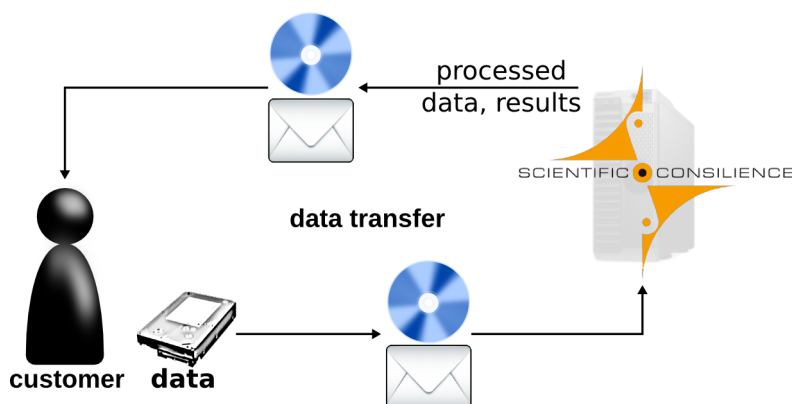 processed
data, results
SCIENTIFIC CONSILIENCE
data transfer
customer
data